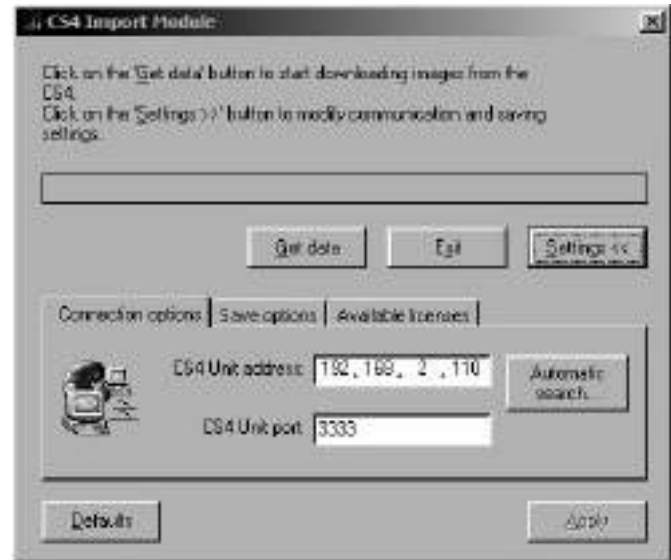 CS4 Import Module
Click on the 'Get data' button to start downloading images from the
CS4.
Click on the 'Settings >>' button to modify communication and saving
settings.
Get data
Exit
Settings <<
Connection options
Save options
Available licenses
CS4 Unit address:
192.168. 2 .110
Automatic
search...
CS4 Unit port:
3333
Defaults
Apply